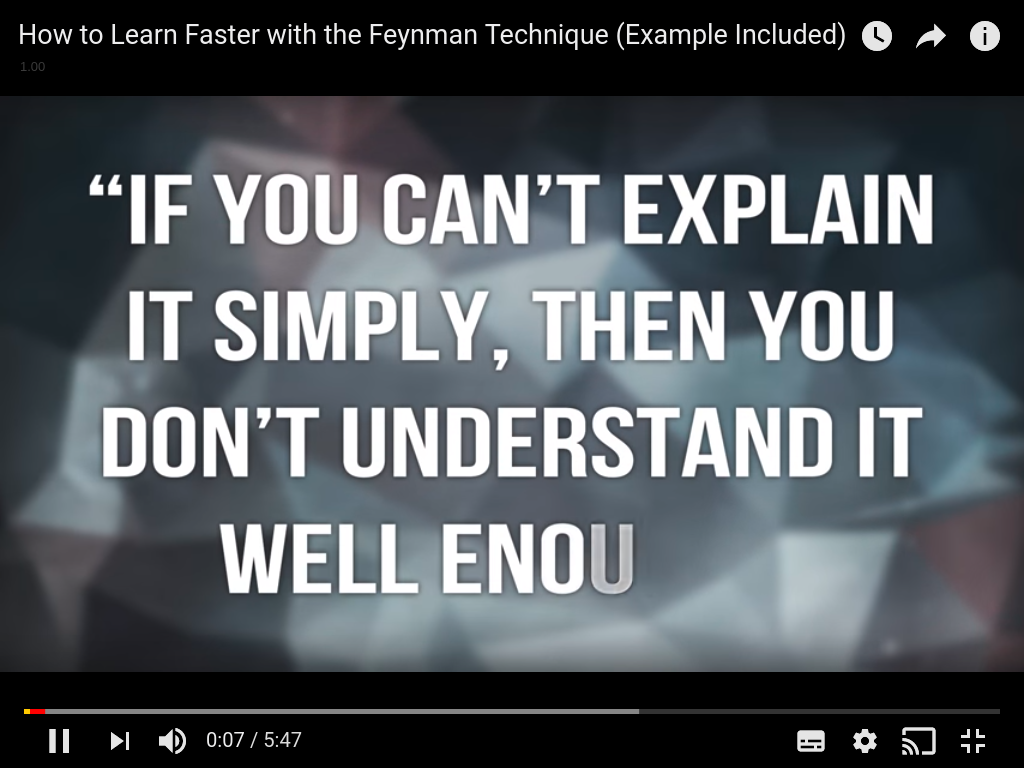 How to Learn Faster with the Feynman Technique (Example Included)
1.00
“IF YOU CAN’T EXPLAIN
IT SIMPLY, THEN YOU
DON’T UNDERSTAND IT
WELL ENOU
0:07 / 5:47